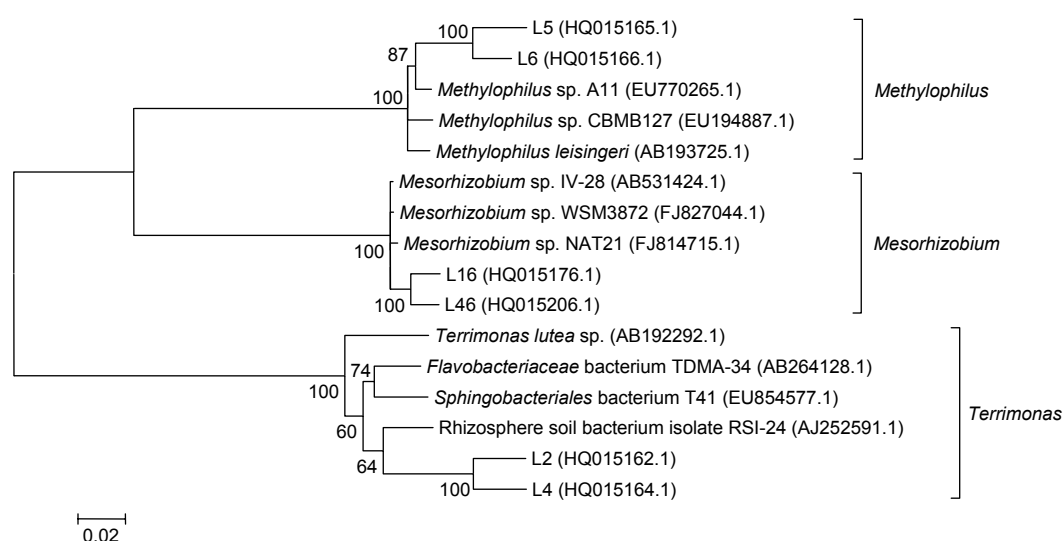 100
L5 (HQ015165.1)
87
L6 (HQ015166.1)
Methylophilus sp. A11 (EU770265.1)
Methylophilus
100
Methylophilus sp. CBMB127 (EU194887.1)
Methylophilus leisingeri (AB193725.1)
Mesorhizobium sp. IV-28 (AB531424.1)
Mesorhizobium sp. WSM3872 (FJ827044.1)
Mesorhizobium sp. NAT21 (FJ814715.1)
Mesorhizobium
100
L16 (HQ015176.1)
100
L46 (HQ015206.1)
Terrimonas lutea sp. (AB192292.1)
74
Flavobacteriaceae bacterium TDMA-34 (AB264128.1)
100
Sphingobacteriales bacterium T41 (EU854577.1)
Terrimonas
60
Rhizosphere soil bacterium isolate RSI-24 (AJ252591.1)
64
L2 (HQ015162.1)
100
L4 (HQ015164.1)
0.02